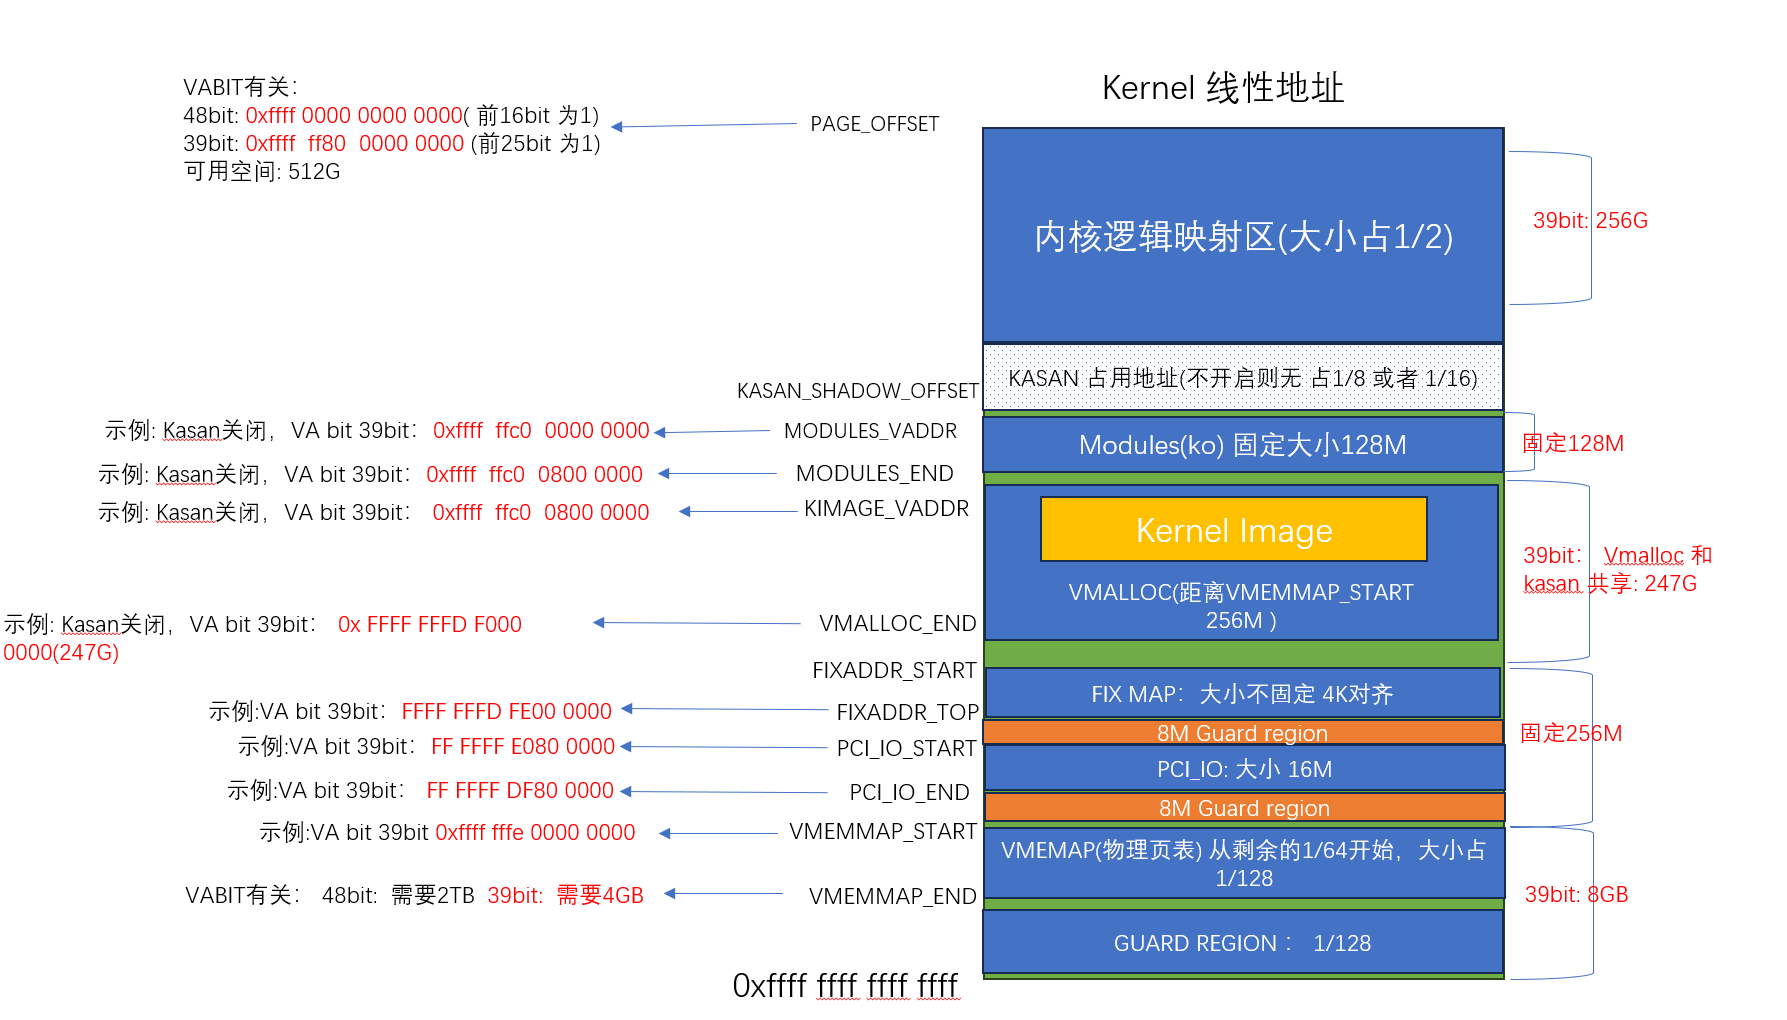 Kernel 线性地址
VABIT有关：
48bit: 0xffff 0000 0000 0000( 前16bit 为1)
39bit: 0xffff  ff80  0000 0000 (前25bit 为1)
可用空间: 512G
PAGE_OFFSET
内核逻辑映射区(大小占1/2)
39bit: 256G
KASAN 占用地址(不开启则无 占1/8 或者 1/16)
KASAN_SHADOW_OFFSET
示例: Kasan关闭，VA bit 39bit：0xffff  ffc0  0000 0000
MODULES_VADDR
Modules(ko) 固定大小128M
固定128M
示例: Kasan关闭，VA bit 39bit：0xffff  ffc0  0800 0000
MODULES_END
示例: Kasan关闭，VA bit 39bit： 0xffff  ffc0  0800 0000
KIMAGE_VADDR
Kernel Image
39bit： Vmalloc 和
kasan 共享: 247G
VMALLOC(距离VMEMMAP_START
256M )
示例: Kasan关闭，VA bit 39bit： 0x FFFF FFFD F000
0000(247G)
VMALLOC_END
FIXADDR_START
FIX MAP：大小不固定 4K对齐
示例:VA bit 39bit：FFFF FFFD FE00 0000
FIXADDR_TOP
8M Guard region
固定256M
示例:VA bit 39bit：FF FFFF E080 0000
PCI_IO_START
PCI_IO: 大小 16M
示例:VA bit 39bit： FF FFFF DF80 0000
PCI_IO_END
8M Guard region
示例:VA bit 39bit 0xffff fffe 0000 0000
VMEMMAP_START
VMEMAP(物理页表) 从剩余的1/64开始，大小占
1/128
VABIT有关： 48bit: 需要2TB 39bit: 需要4GB
VMEMMAP_END
39bit: 8GB
GUARD REGION： 1/128
0xffff ffff ffff ffff